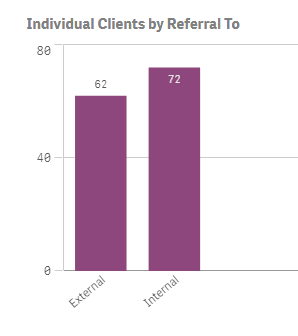 Individual Clients by Referral To
80
62
72
40
0
External
Internal